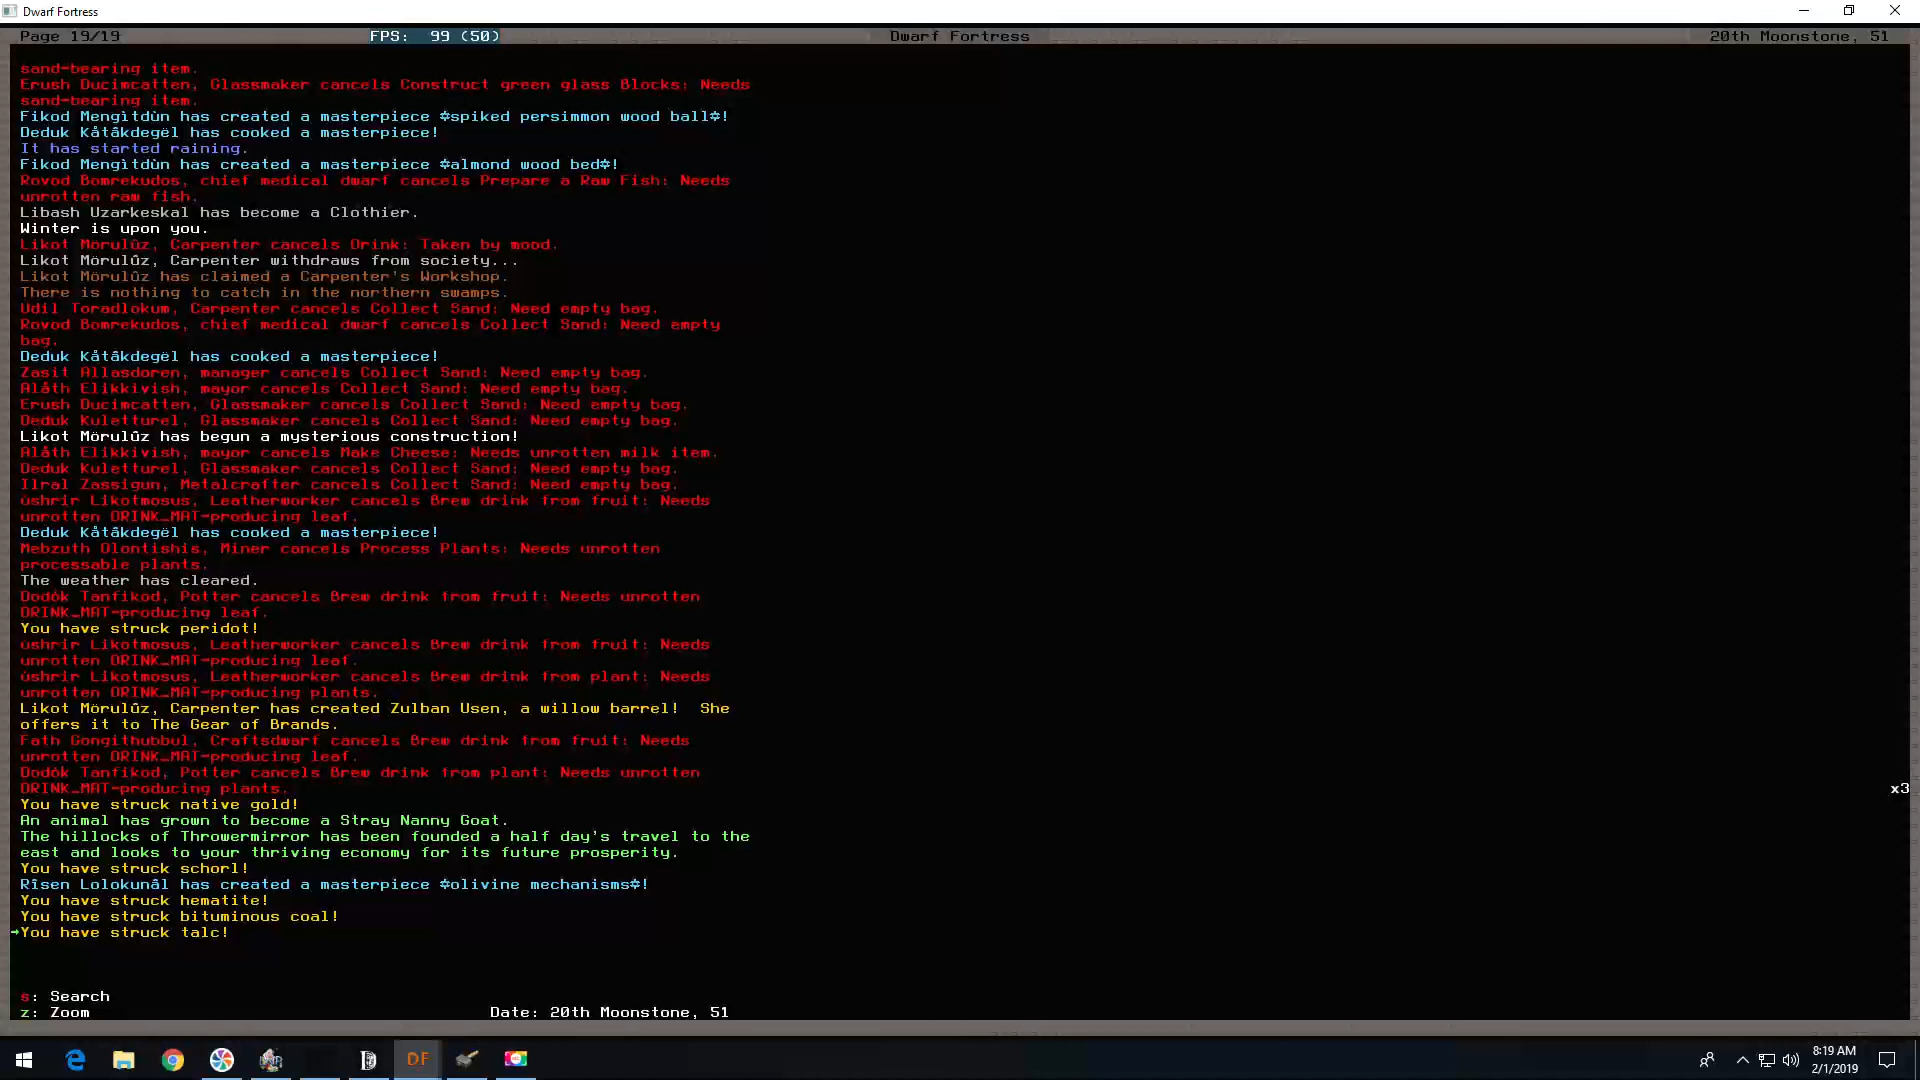 Dwarf Fortress
Page 19/19 FPS: 99 (50) Dwarf Fortress 20th Moonstone, 51
sand-bearing item.
Erush Ducimcatten, Glassmaker cancels Construct green glass Blocks: Needs
sand-bearing item.
Fikod Mengitdùn has created a masterpiece ☼spiked persimmon wood ball☼!
Deduk Kåtâkdegël has cooked a masterpiece!
It has started raining.
Fikod Mengitdùn has created a masterpiece ☼almond wood bed☼!
Rovod Bomrekudos, chief medical dwarf cancels Prepare a Raw Fish: Needs
unrotten raw fish.
Libash Uzarkeskal has become a Clothier.
Winter is upon you.
Likot Mörulûz, Carpenter cancels Drink: Taken by mood.
Likot Mörulûz, Carpenter withdraws from society...
Likot Mörulûz has claimed a Carpenter's Workshop.
There is nothing to catch in the northern swamps.
Udil Toradlokum, Carpenter cancels Collect Sand: Need empty bag.
Rovod Bomrekudos, chief medical dwarf cancels Collect Sand: Need empty
bag.
Deduk Kåtâkdegël has cooked a masterpiece!
Zasit Allasdoren, manager cancels Collect Sand: Need empty bag.
Alåth Elikkivish, mayor cancels Collect Sand: Need empty bag.
Erush Ducimcatten, Glassmaker cancels Collect Sand: Need empty bag.
Deduk Kuletturel, Glassmaker cancels Collect Sand: Need empty bag.
Likot Mörulûz has begun a mysterious construction!
Alåth Elikkivish, mayor cancels Make Cheese: Needs unrotten milk item.
Deduk Kuletturel, Glassmaker cancels Collect Sand: Need empty bag.
Ilral Zassigun, Metalcrafter cancels Collect Sand: Need empty bag.
ùshrir Likotmosus, Leatherworker cancels Brew drink from fruit: Needs
unrotten DRINK_MAT-producing leaf.
Deduk Kåtâkdegël has cooked a masterpiece!
Mebzuth Olontishis, Miner cancels Process Plants: Needs unrotten
processable plants.
The weather has cleared.
Dodók Tanfikod, Potter cancels Brew drink from fruit: Needs unrotten
DRINK_MAT-producing leaf.
You have struck peridot!
ùshrir Likotmosus, Leatherworker cancels Brew drink from fruit: Needs
unrotten DRINK_MAT-producing leaf.
ùshrir Likotmosus, Leatherworker cancels Brew drink from plant: Needs
unrotten DRINK_MAT-producing plants.
Likot Mörulûz, Carpenter has created Zulban Usen, a willow barrel! She
offers it to The Gear of Brands.
Fath Gongithubbul, Craftsdwarf cancels Brew drink from fruit: Needs
unrotten DRINK_MAT-producing leaf.
Dodók Tanfikod, Potter cancels Brew drink from plant: Needs unrotten
DRINK_MAT-producing plants. x3
You have struck native gold!
An animal has grown to become a Stray Nanny Goat.
The hillocks of Throwermirror has been founded a half day's travel to the
east and looks to your thriving economy for its future prosperity.
You have struck schorl!
Rîsen Lolokunâl has created a masterpiece ☼olivine mechanisms☼!
You have struck hematite!
You have struck bituminous coal!
→You have struck talc!
s: Search
z: Zoom Date: 20th Moonstone, 51
DF
8:19 AM
2/1/2019